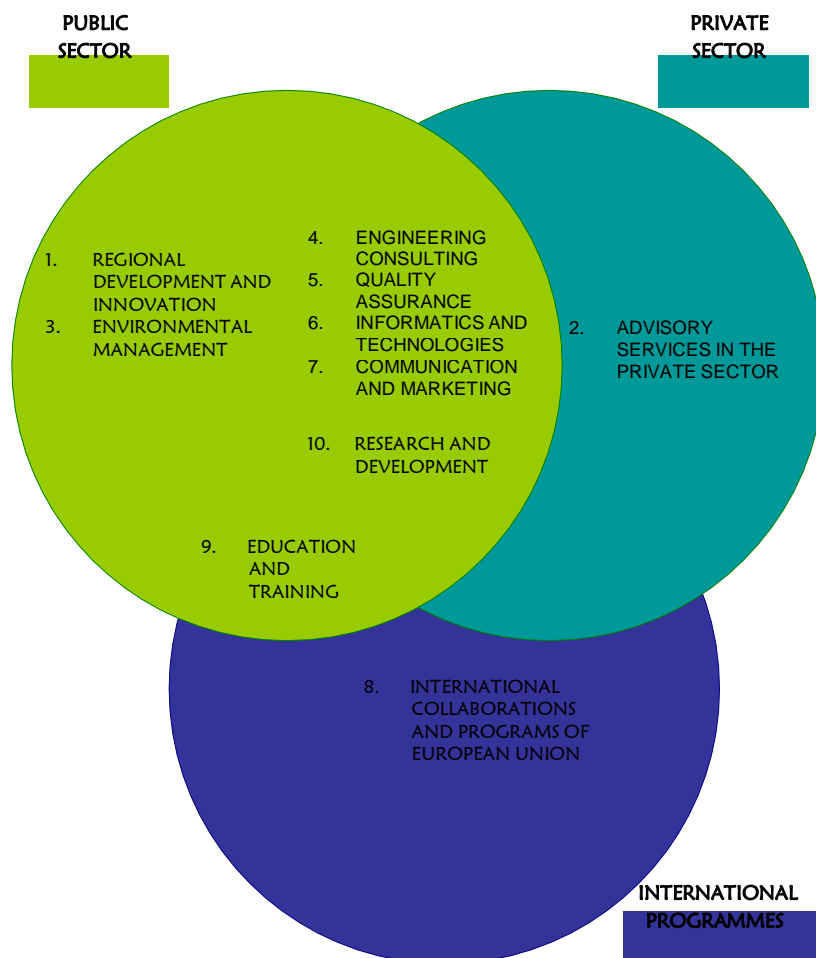 PUBLIC
SECTOR
PRIVATE
SECTOR
1. REGIONAL
DEVELOPMENT AND
INNOVATION
3. ENVIRONMENTAL
MANAGEMENT
4. ENGINEERING
CONSULTING
5. QUALITY
ASSURANCE
6. INFORMATICS AND
TECHNOLOGIES
7. COMMUNICATION
AND MARKETING
10. RESEARCH AND
DEVELOPMENT
2. ADVISORY
SERVICES IN THE
PRIVATE SECTOR
9. EDUCATION
AND
TRAINING
8. INTERNATIONAL
COLLABORATIONS
AND PROGRAMS OF
EUROPEAN UNION
INTERNATIONAL
PROGRAMMES